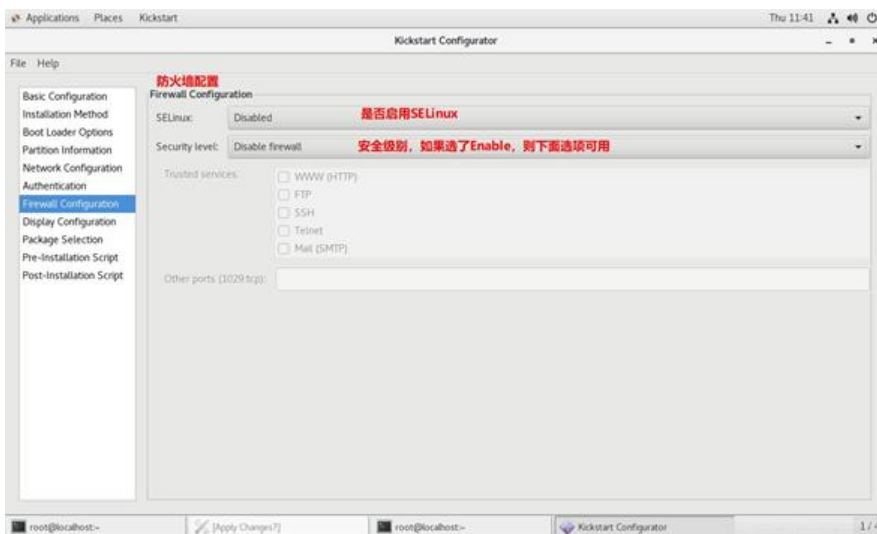 Applications Places Kickstart Thu 11:41
Kickstart Configurator
File Help
防火墙配置
Basic Configuration
Installation Method
Boot Loader Options
Partition Information
Network Configuration
Authentication
Firewall Configuration
Display Configuration
Package Selection
Pre-Installation Script
Post-Installation Script
Firewall Configuration
SELinux: Disabled 是否启用SELinux
Security level: Disable firewall 安全级别，如果选了Enable，则下面选项可用
Trusted services: WWW (HTTP)
FTP
SSH
Telnet
Mail (SMTP)
Other ports (1029:tcp):
root@localhost:~ [Apply Changes?] root@localhost:~ Kickstart Configurator 1/4